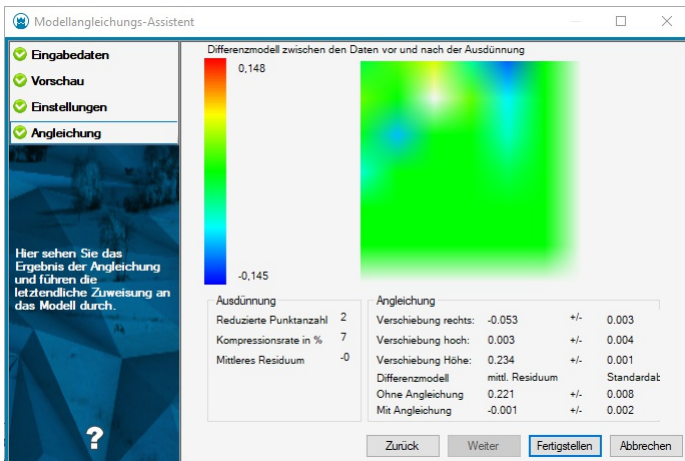 Modellangleichungs-Assistent
Eingabedaten
Vorschau
Einstellungen
Angleichung
Hier sehen Sie das
Ergebnis der Angleichung
und führen die
letztendliche Zuweisung an
das Modell durch.
?
Differenzmodell zwischen den Daten vor und nach der Ausdünnung
0,148
-0,145
Ausdünnung
Reduzierte Punktanzahl 2
Kompressionsrate in % 7
Mittleres Residuum -0
Angleichung
Verschiebung rechts: -0.053 +/- 0.003
Verschiebung hoch: 0.003 +/- 0.004
Verschiebung Höhe: 0.234 +/- 0.001
Differenzmodell mittl. Residuum Standardab
Ohne Angleichung 0.221 +/- 0.008
Mit Angleichung -0.001 +/- 0.002
Zurück Weiter Fertigstellen Abbrechen